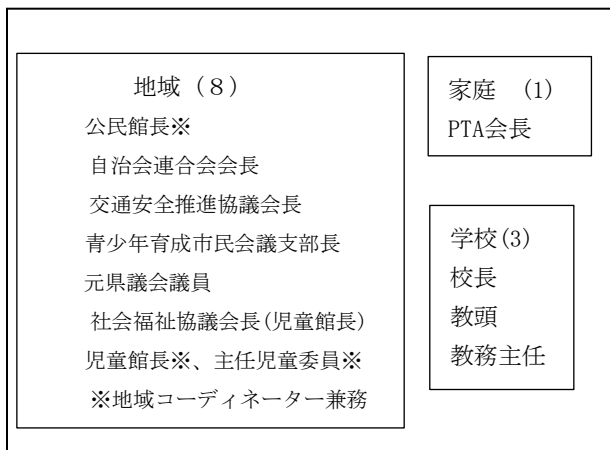 地域（８）
公民館長※
自治会連合会会長
交通安全推進協議会長
青少年育成市民会議支部長
元県議会議員
社会福祉協議会長(児童館長)
児童館長※、主任児童委員※
※地域コーディネーター兼務
家庭　(1)
PTA会長
学校(3)
校長
教頭
教務主任